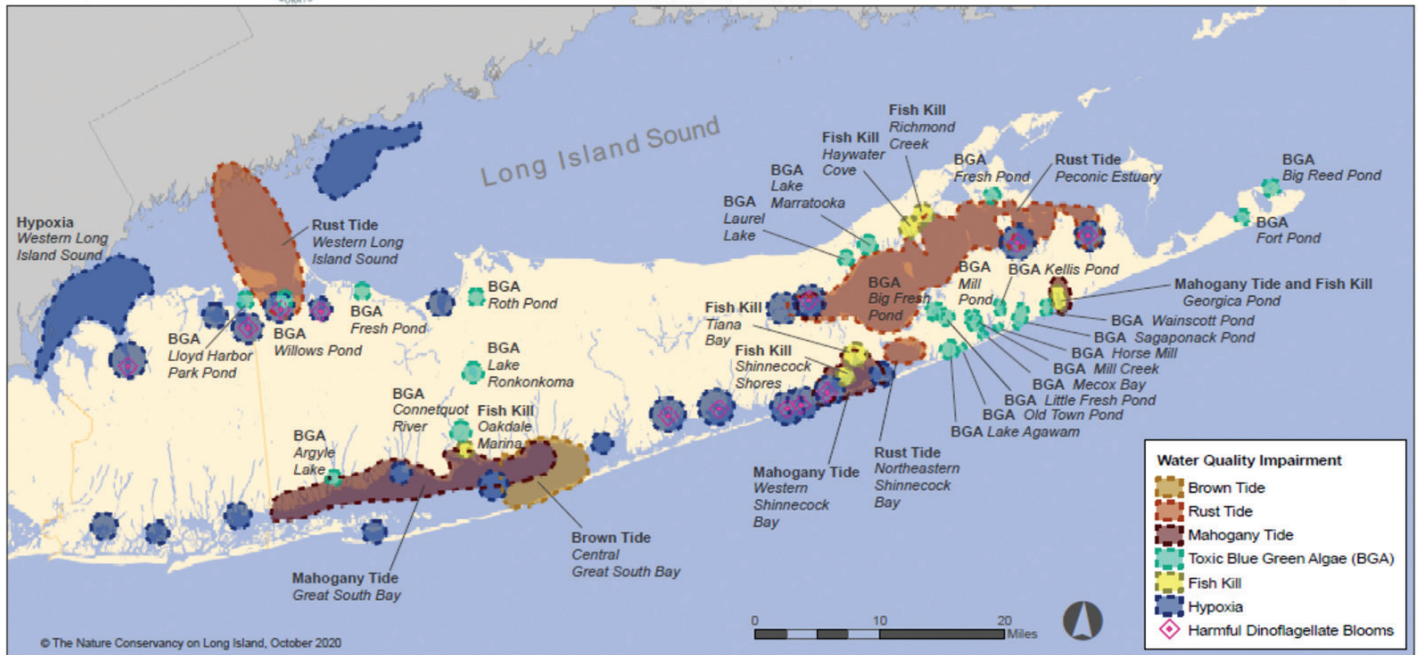 Long Island Sound
Hypoxia
Western Long
Island Sound
Rust Tide
Western Long
Island Sound
BGA
Lloyd Harbor
Park Pond
BGA
Willows Pond
BGA
Fresh Pond
BGA
Roth Pond
BGA
Lake
Ronkonkoma
BGA
Connetquot
River
Fish Kill
Oakdale
Marina
BGA
Argyle
Lake
Mahogany Tide
Great South Bay
Brown Tide
Central
Great South Bay
Fish Kill
Richmond
Creek
Fish Kill
Haywater
Cove
BGA
Lake
Marratooka
BGA
Laurel
Lake
BGA
Fresh Pond
Rust Tide
Peconic Estuary
BGA
Big Reed Pond
BGA
Fort Pond
BGA
Big Fresh
Pond
BGA
Mill
Pond
BGA Kellis Pond
Mahogany Tide and Fish Kill
Georgica Pond
BGA Wainscott Pond
BGA Sagaponack Pond
BGA Horse Mill
BGA Mill Creek
BGA Mecox Bay
BGA Little Fresh Pond
BGA Old Town Pond
BGA Lake Agawam
Fish Kill
Tiana
Bay
Fish Kill
Shinnecock
Shores
Mahogany Tide
Western
Shinnecock
Bay
Rust Tide
Northeastern
Shinnecock
Bay
Water Quality Impairment
Brown Tide
Rust Tide
Mahogany Tide
Toxic Blue Green Algae (BGA)
Fish Kill
Hypoxia
Harmful Dinoflagellate Blooms
0 10 20
Miles
© The Nature Conservancy on Long Island, October 2020